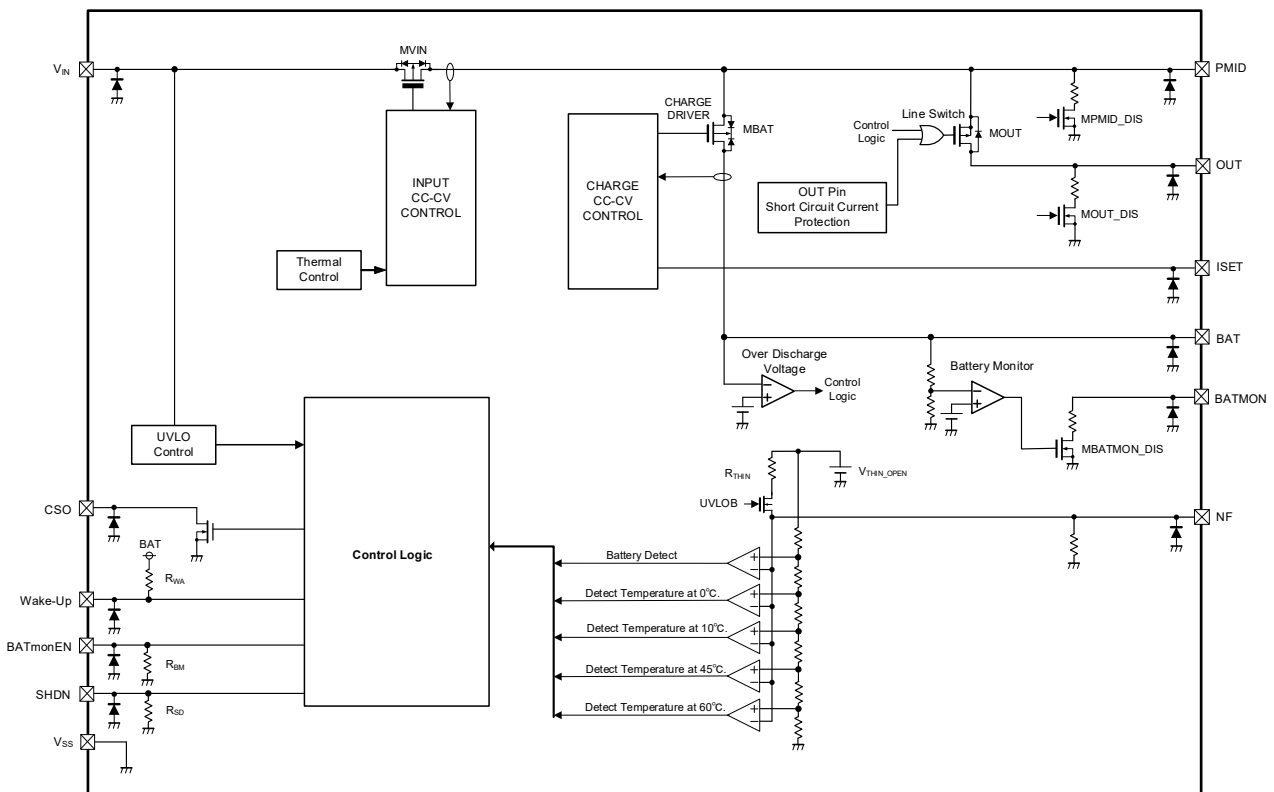 MVIN
VIN
PMID
CHARGE
DRIVER
MBAT
Line Switch
Control
Logic
MOUT
MPMID_DIS
INPUT
CC-CV
CONTROL
CHARGE
CC-CV
CONTROL
OUT
OUT Pin
Short Circuit Current
Protection
MOUT_DIS
Thermal
Control
ISET
BAT
Over Discharge
Voltage
Control
Logic
Battery Monitor
BATMON
MBATMON_DIS
UVLO
Control
RTHIN
VTHIN_OPEN
UVLOB
CSO
NF
BAT
RWA
Control Logic
Battery Detect
Wake-Up
Detect Temperature at 0°C.
BATmonEN
RBM
Detect Temperature at 10°C.
SHDN
RSD
Detect Temperature at 45°C.
Detect Temperature at 60°C.
VSS